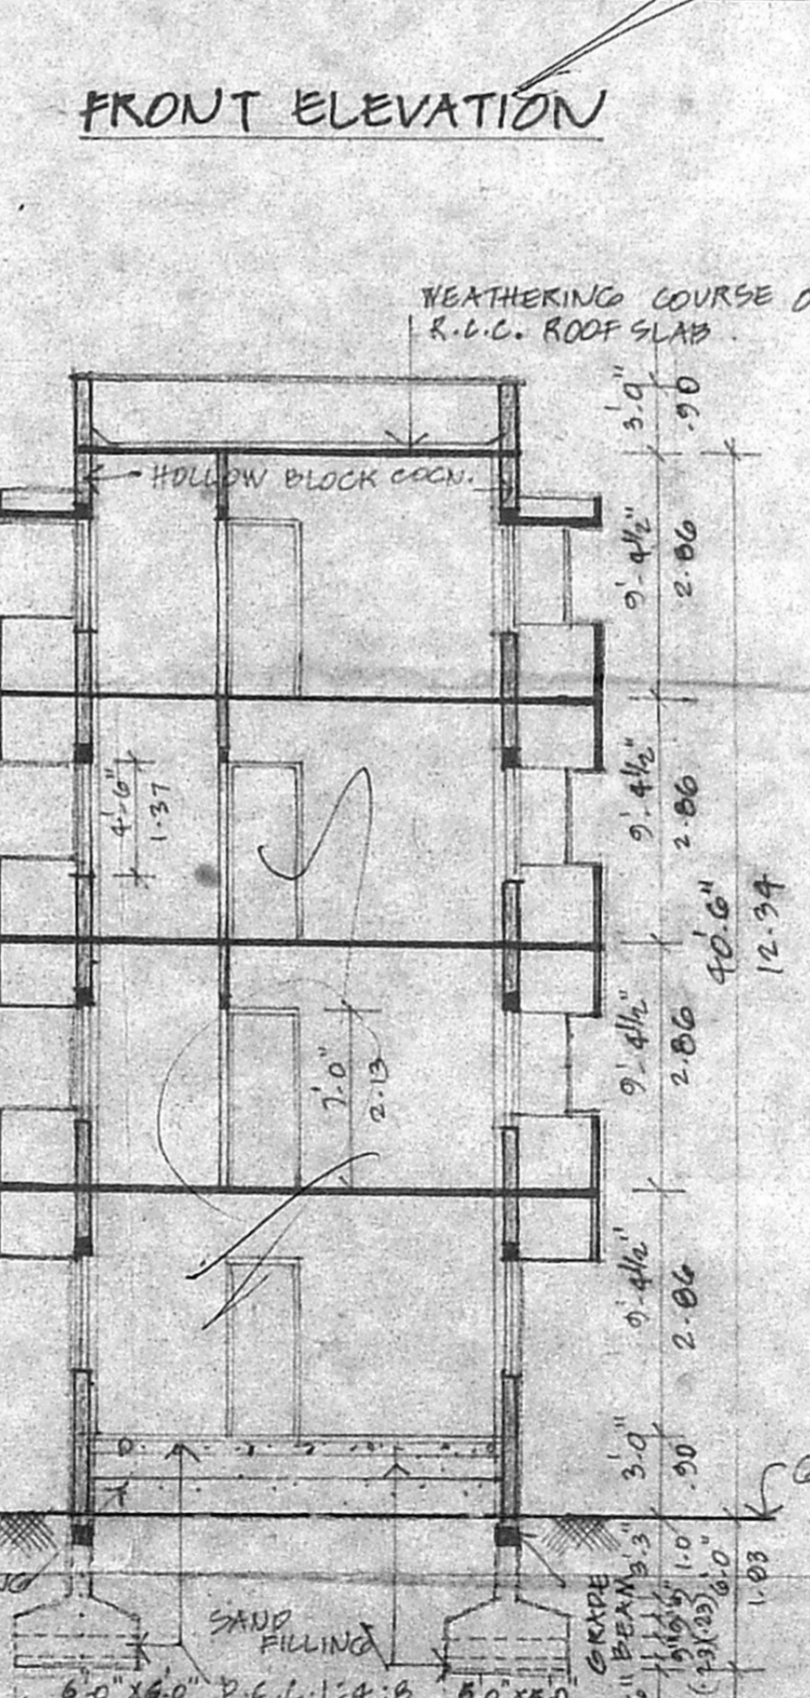 FRONT ELEVATION
WEATHERING COURSE
R.C.C. ROOF SLAB
3'.0"
.90
HOLLOW BLOCK COCN.
9'-4½"
2.86
4'-6"
1.37
9'-4½"
2.86
40'.6"
12.34
7'-0"
2.13
9'-4½"
2.86
9'-4½"
2.86
3'.0"
.90
3'.3"
1.0
6'.0"
1.83
GRADE
BEAM
SAND
FILLING
6'.0"x6'.0" P.C.C. 1:4:8